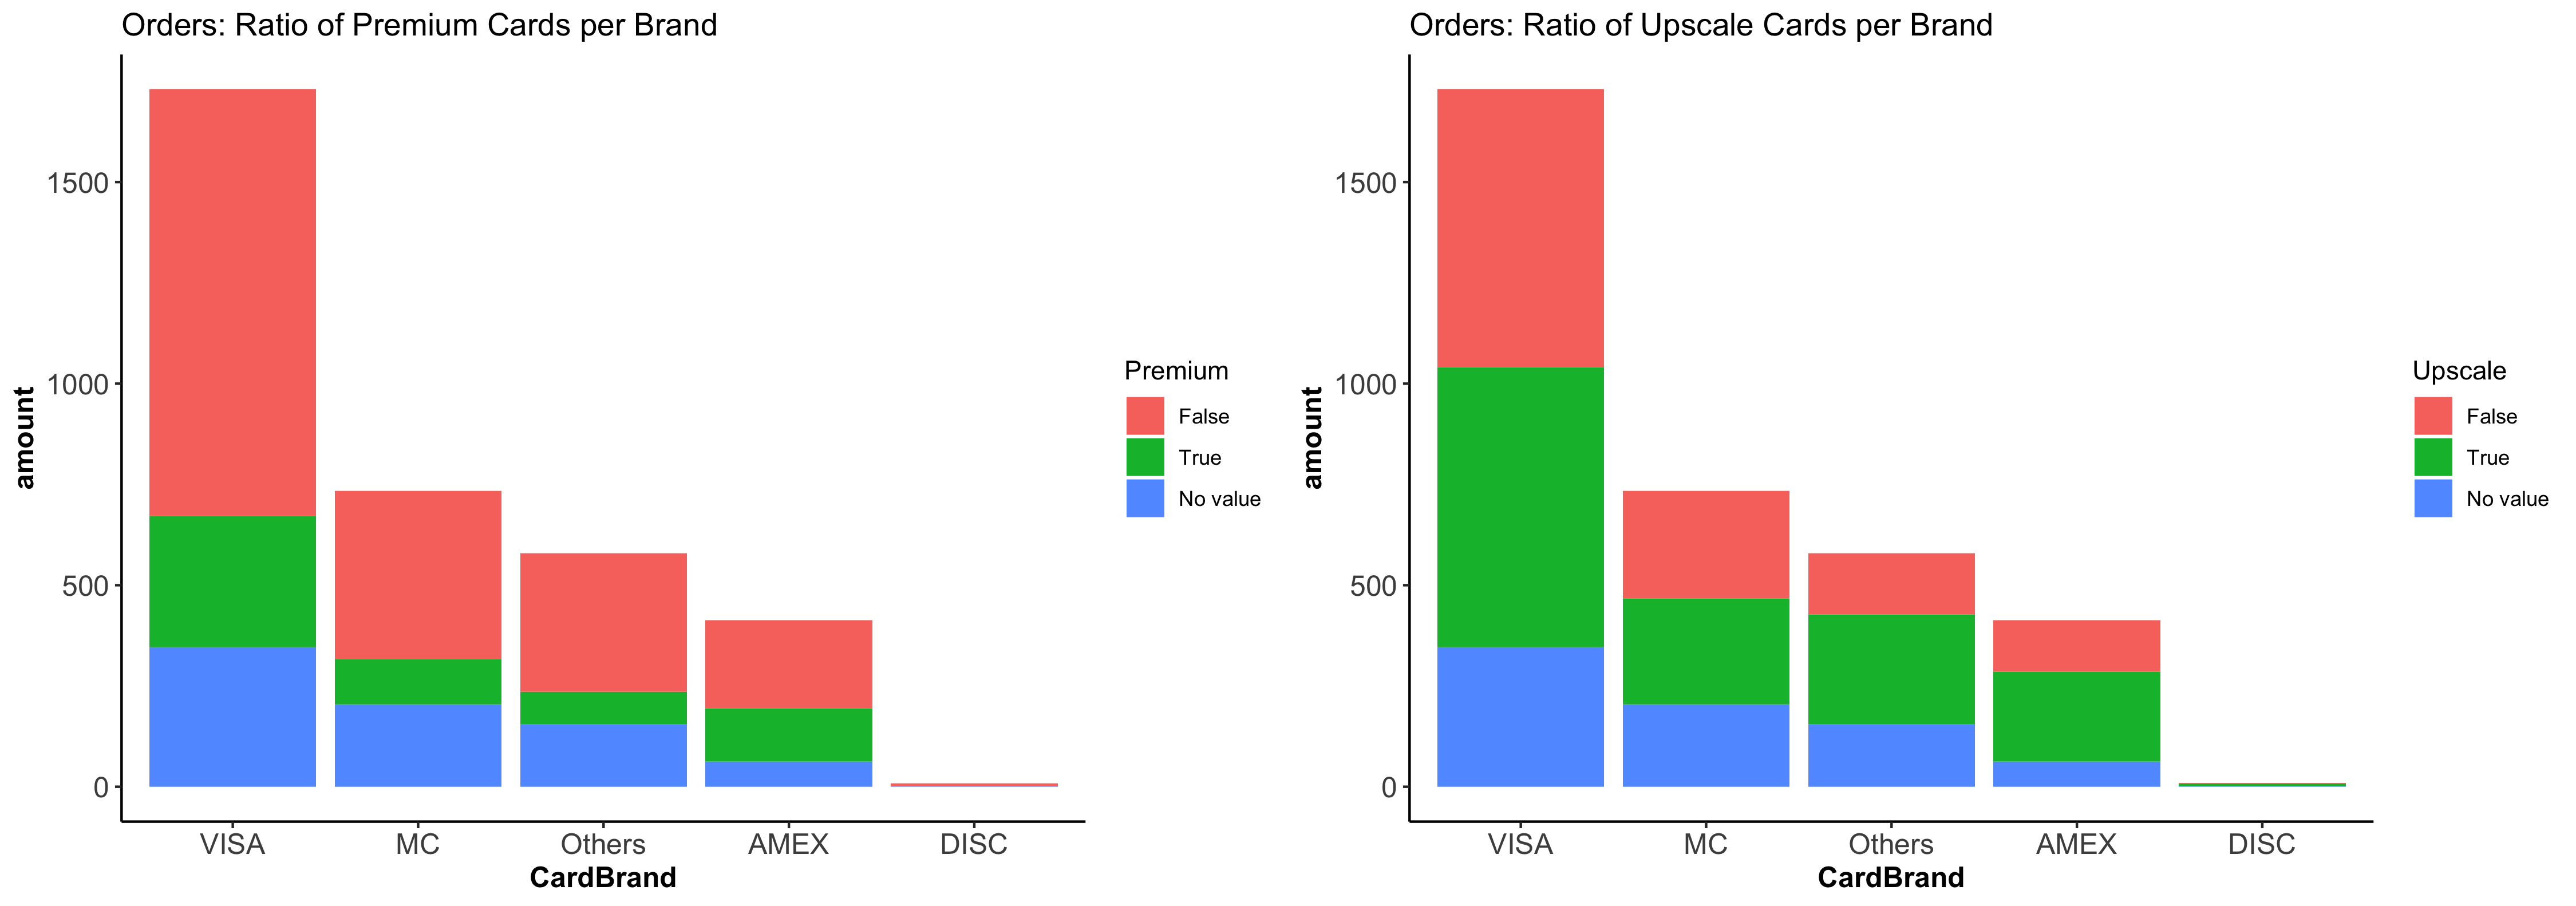 Orders: Ratio of Premium Cards per Brand
amount
1500
1000
500
0
VISA MC Others AMEX DISC
CardBrand
Premium
False
True
No value
Orders: Ratio of Upscale Cards per Brand
amount
1500
1000
500
0
VISA MC Others AMEX DISC
CardBrand
Upscale
False
True
No value